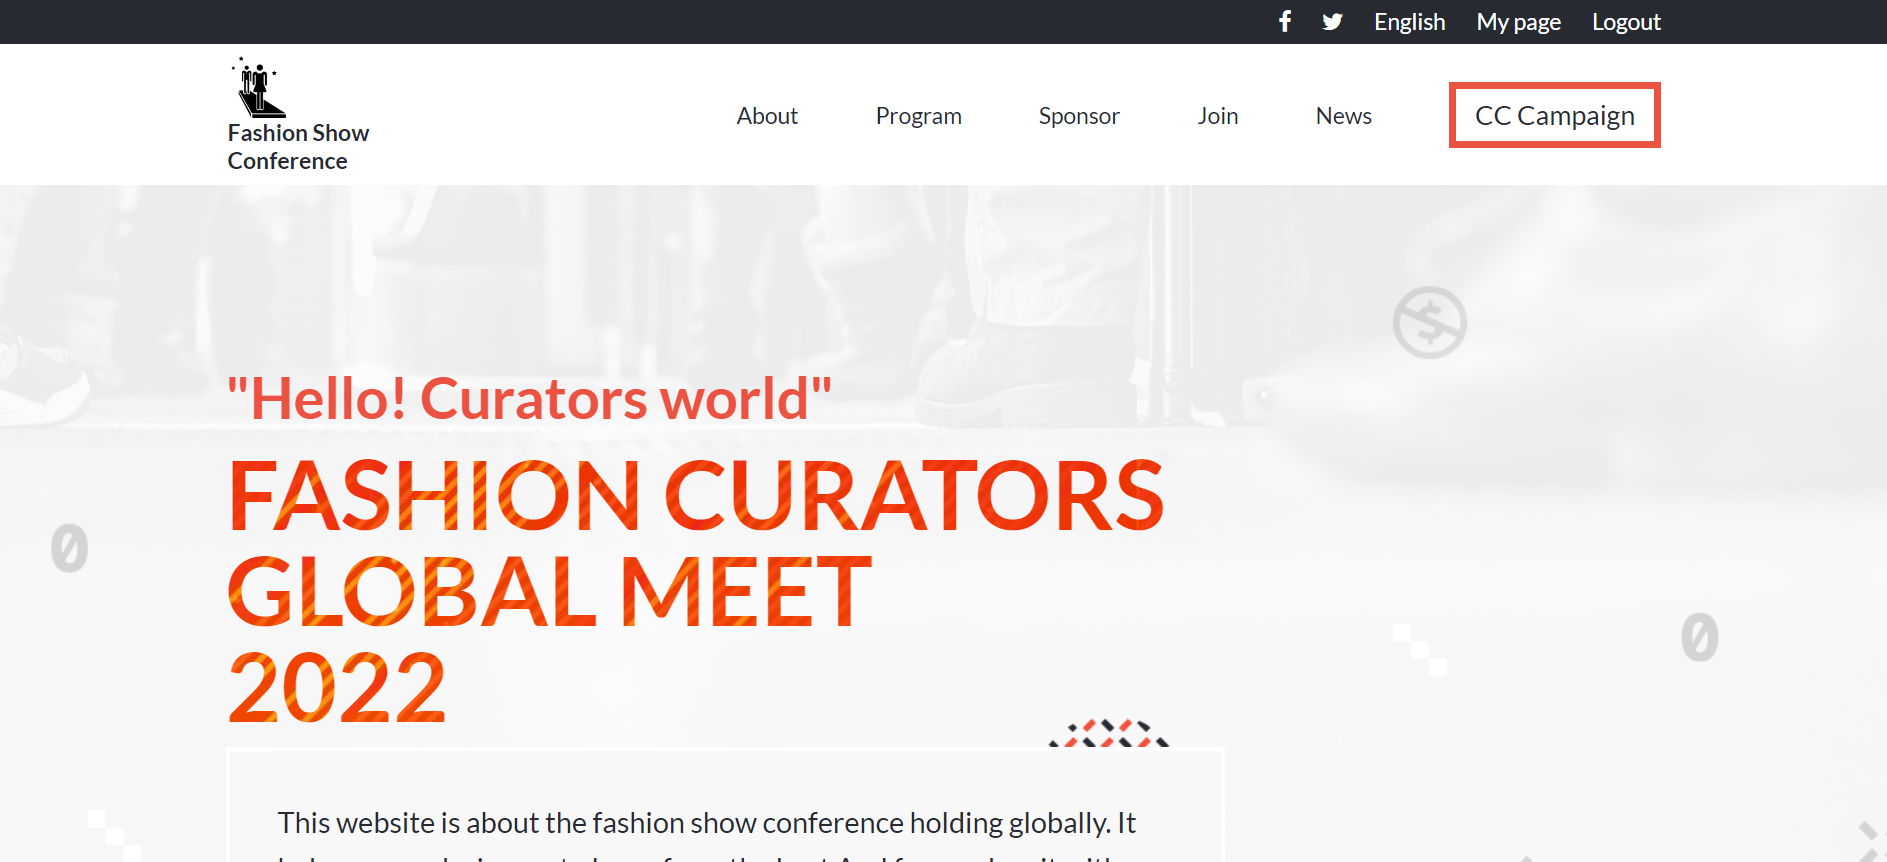 English My page Logout
Fashion Show
Conference
About Program Sponsor Join News CC Campaign
"Hello! Curators world"
FASHION CURATORS
GLOBAL MEET
2022
This website is about the fashion show conference holding globally. It